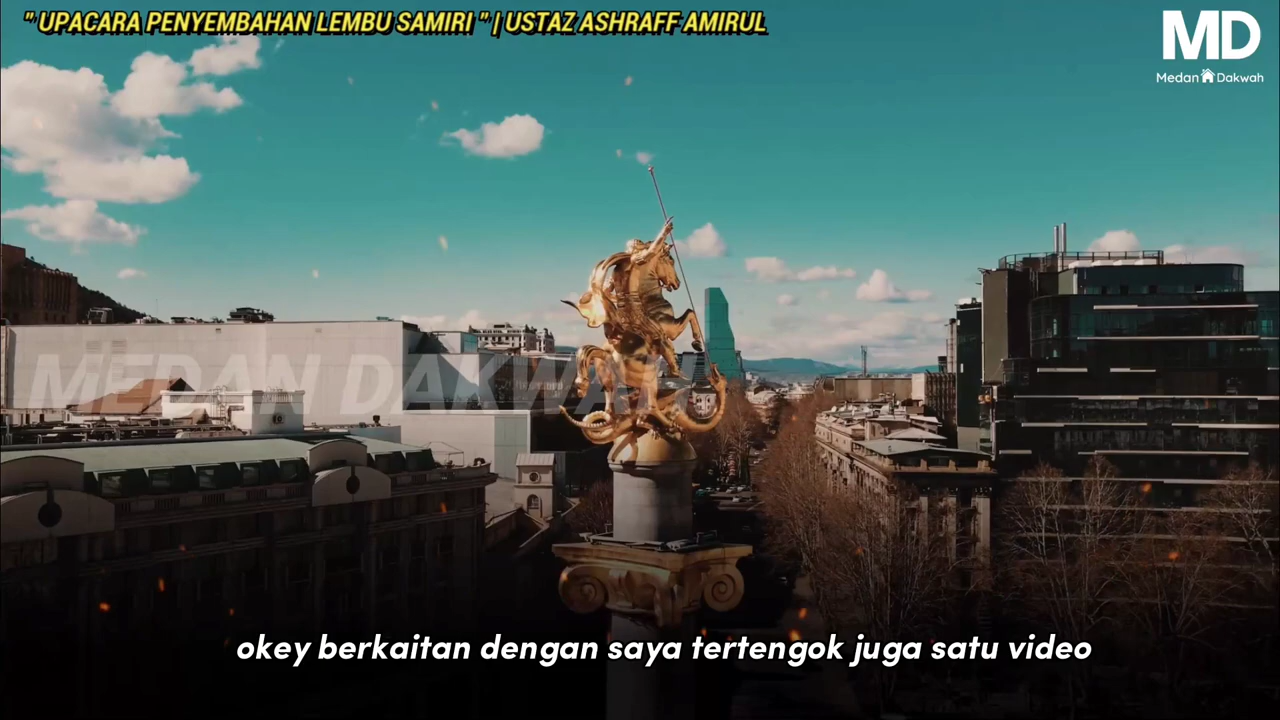 " UPACARA PENYEMBAHAN LEMBU SAMIRI " | USTAZ ASHRAFF AMIRUL
MD
Medan Dakwah
MEDAN DAKWAH
okey berkaitan dengan saya tertengok juga satu video